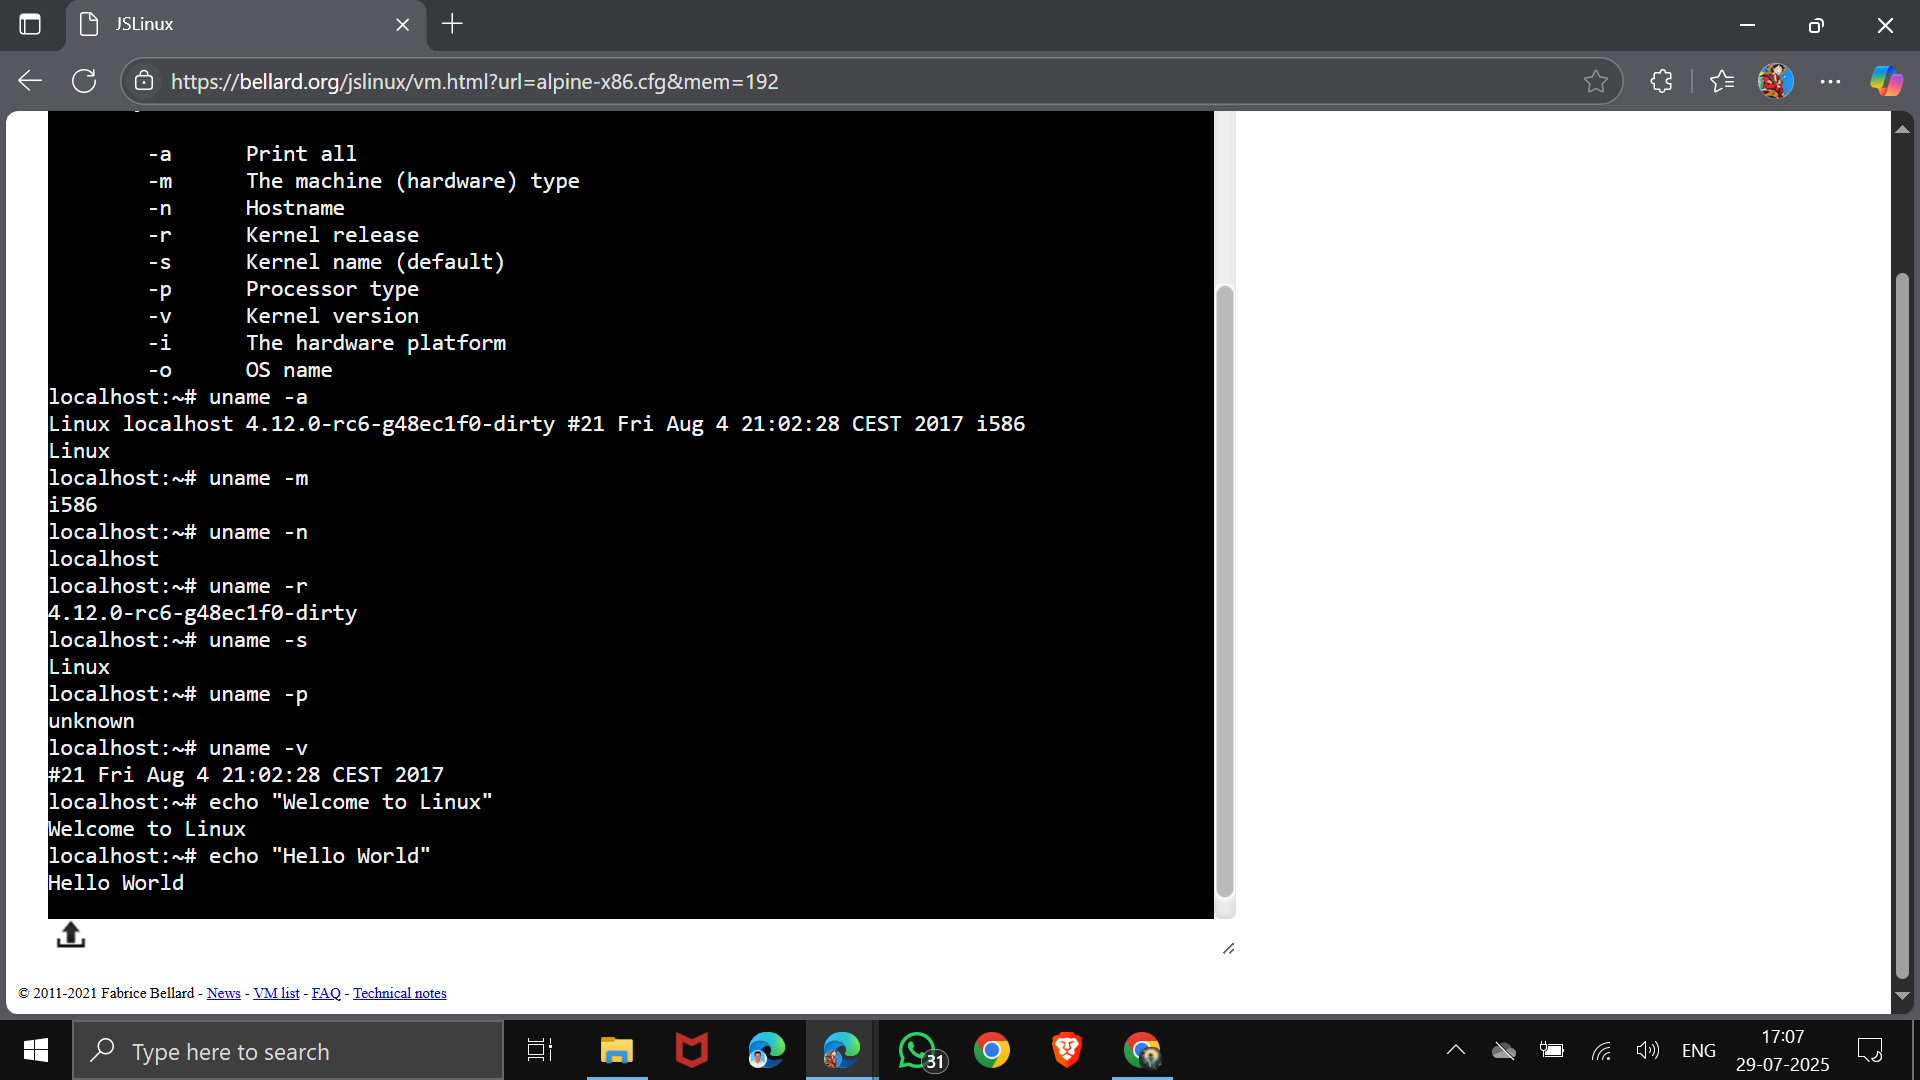 JSLinux
https://bellard.org/jslinux/vm.html?url=alpine-x86.cfg&mem=192
-a Print all
-m The machine (hardware) type
-n Hostname
-r Kernel release
-s Kernel name (default)
-p Processor type
-v Kernel version
-i The hardware platform
-o OS name
localhost:~# uname -a
Linux localhost 4.12.0-rc6-g48ec1f0-dirty #21 Fri Aug 4 21:02:28 CEST 2017 i586
Linux
localhost:~# uname -m
i586
localhost:~# uname -n
localhost
localhost:~# uname -r
4.12.0-rc6-g48ec1f0-dirty
localhost:~# uname -s
Linux
localhost:~# uname -p
unknown
localhost:~# uname -v
#21 Fri Aug 4 21:02:28 CEST 2017
localhost:~# echo "Welcome to Linux"
Welcome to Linux
localhost:~# echo "Hello World"
Hello World
© 2011-2021 Fabrice Bellard - News - VM list - FAQ - Technical notes
Type here to search
31
ENG
17:07
29-07-2025